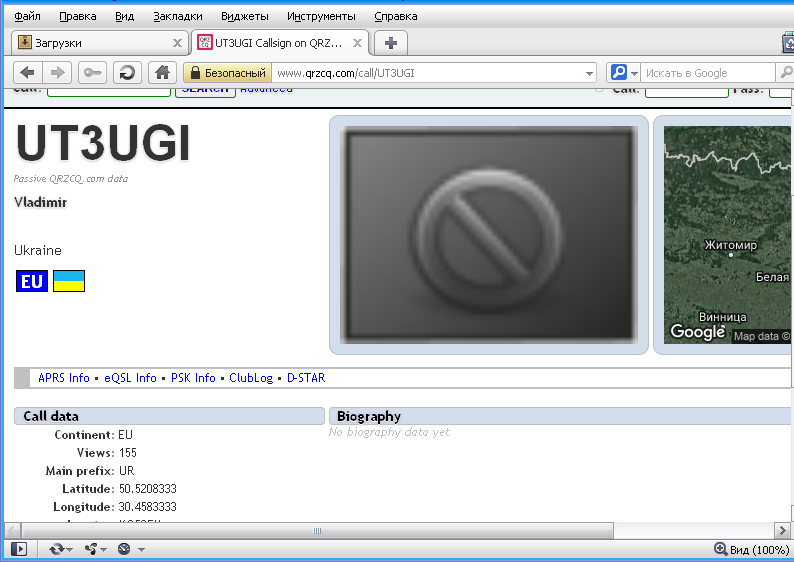 Файл Правка Вид Закладки Виджеты Инструменты Справка
Загрузки
QRZ CQ UT3UGI Callsign on QRZ...
Безопасный www.qrzcq.com/call/UT3UGI Искать в Google
Call: SEARCH Advanced Call: Pass:
UT3UGI
Passive QRZCQ.com data
Vladimir
Ukraine
EU
Житомир
Белая
Винница
Google Map data ©
APRS Info • eQSL Info • PSK Info • ClubLog • D-STAR
Call data
Biography
Continent: EU
No biography data yet
Views: 155
Main prefix: UR
Latitude: 50.5208333
Longitude: 30.4583333
Вид (100%)